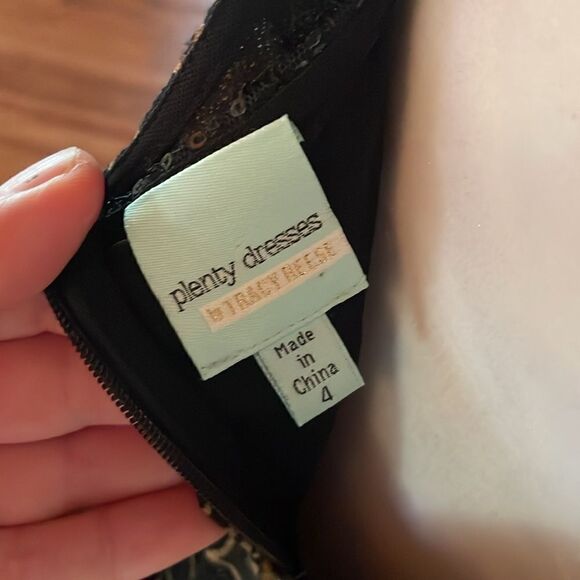 plenty dresses
by TRACY REESE
Made
in
China
4